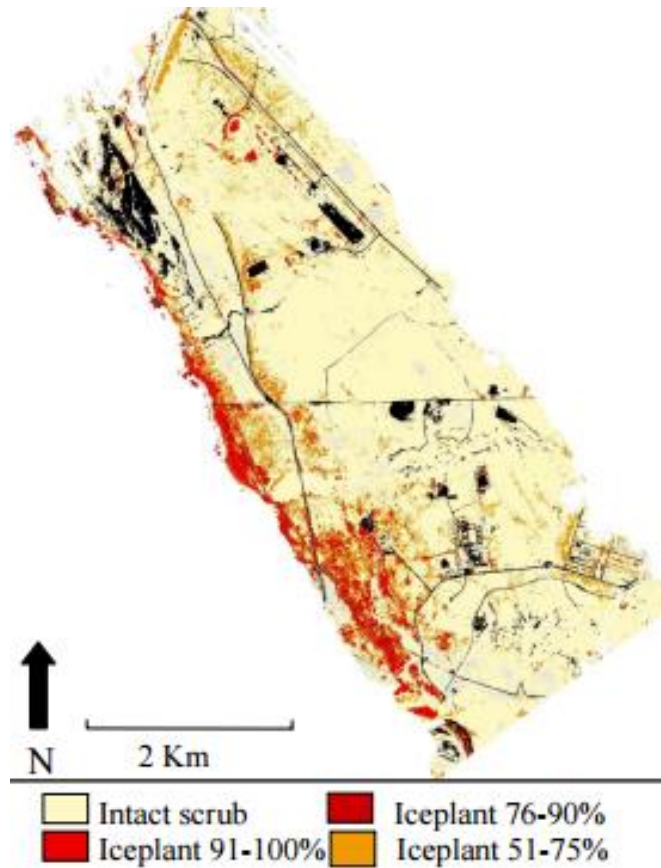 N
2 Km
Intact scrub
Iceplant 76-90%
Iceplant 91-100%
Iceplant 51-75%